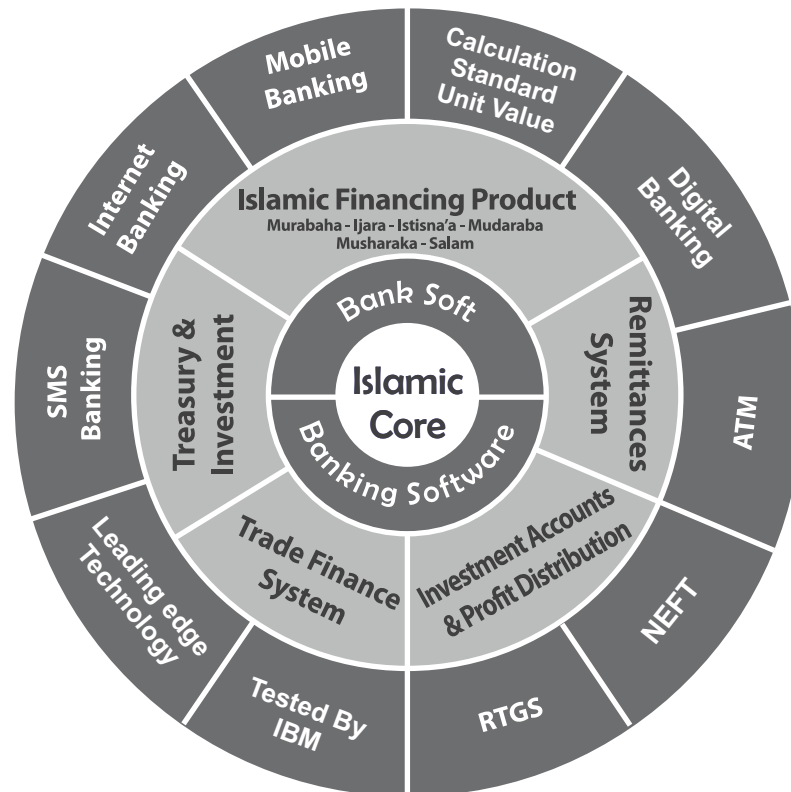 Mobile
Banking
Calculation
Standard
Unit Value
Digital
Banking
ATM
NEFT
RTGS
Tested By
IBM
Leading edge
Technology
SMS
Banking
Internet
Banking
Islamic Financing Product
Murabaha - Ijara - Istisna'a - Mudaraba
Musharaka - Salam
Remittances
System
Investment Accounts
& Profit Distribution
Trade Finance
System
Treasury &
Investment
Bank Soft
Islamic
Core
Banking Software